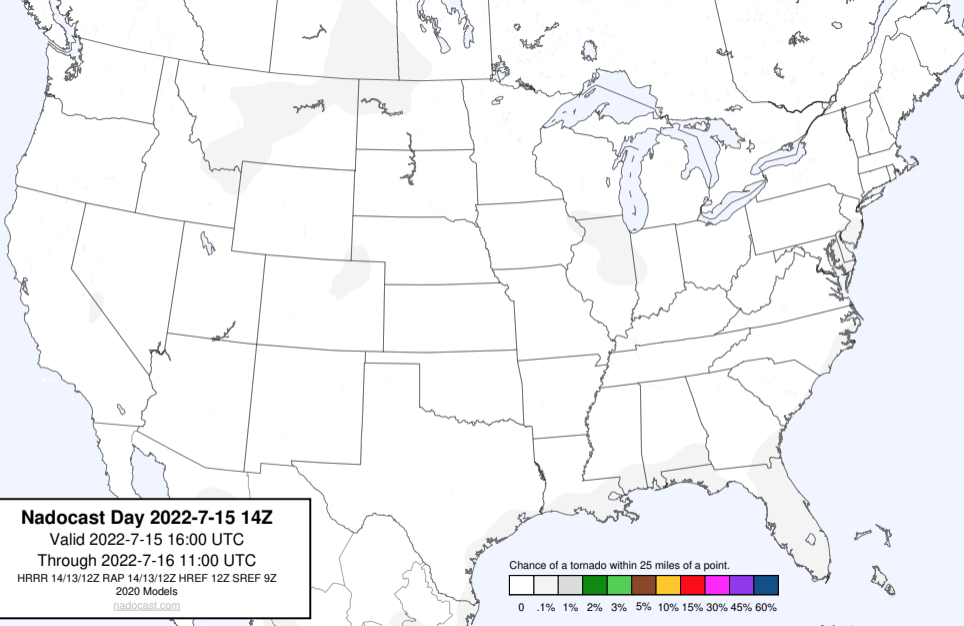 Nadocast Day 2022-7-15 14Z
Valid 2022-7-15 16:00 UTC
Through 2022-7-16 11:00 UTC
HRRR 14/13/12Z RAP 14/13/12Z HREF 12Z SREF 9Z
2020 Models
nadocast.com
Chance of a tornado within 25 miles of a point.
0 .1% 1% 2% 3% 5% 10% 15% 30% 45% 60%